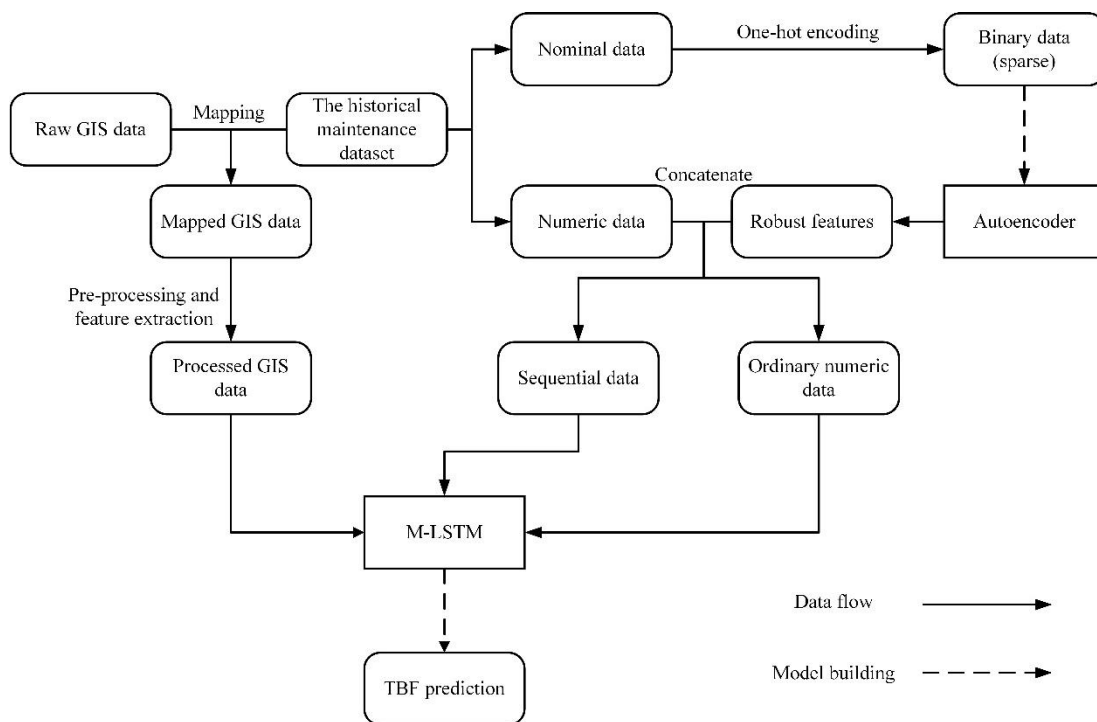 Nominal data
One-hot encoding
Binary data
(sparse)
Raw GIS data
Mapping
The historical
maintenance
dataset
Concatenate
Mapped GIS data
Numeric data
Robust features
Autoencoder
Pre-processing and
feature extraction
Processed GIS
data
Sequential data
Ordinary numeric
data
M-LSTM
Data flow
Model building
TBF prediction